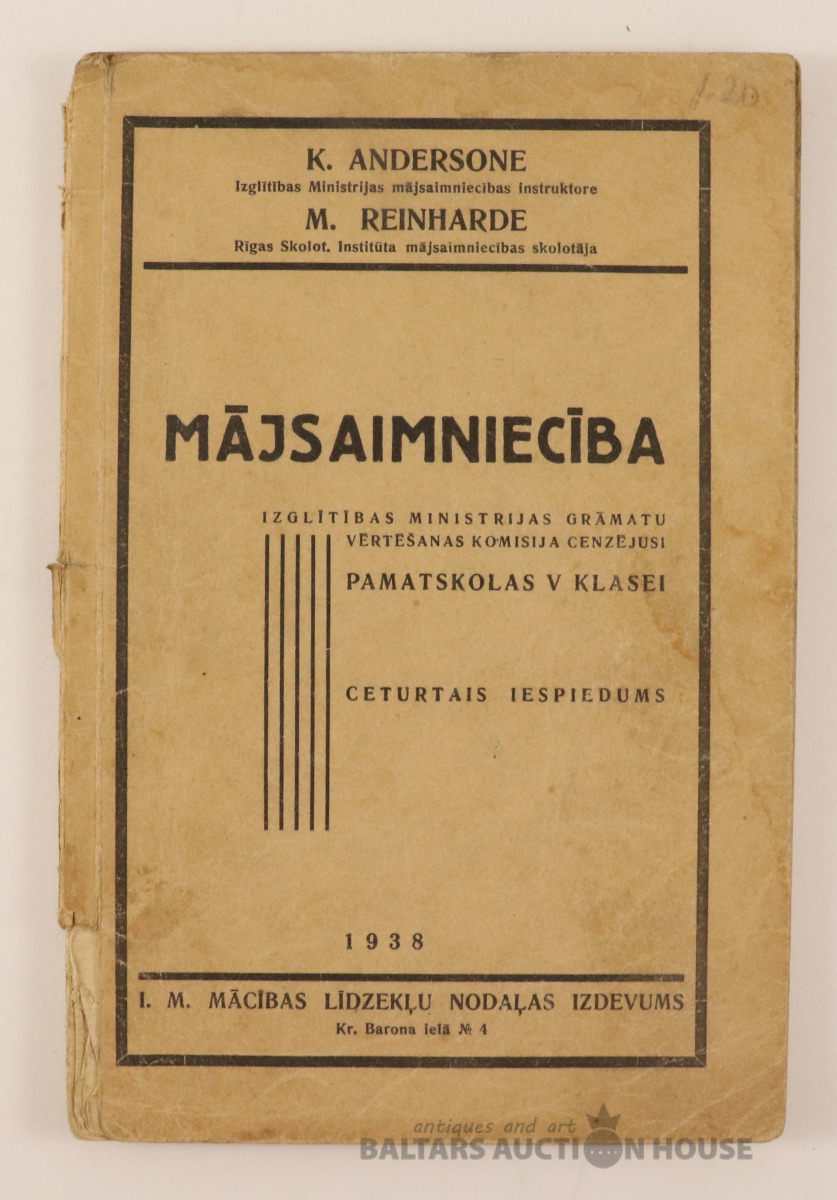 1-20
K. ANDERSONE
Izglītības Ministrijas mājsaimniecības instruktore
M. REINHARDE
Rīgas Skolot. Institūta mājsaimniecības skolotāja
MĀJSAIMNIECĪBA
IZGLĪTĪBAS MINISTRIJAS GRĀMATU
VĒRTĒŠANAS KOMISIJA CENZĒJUSI
PAMATSKOLAS V KLASEI
CETURTAIS IESPIEDUMS
1938
I. M. MĀCĪBAS LĪDZEKĻU NODAĻAS IZDEVUMS
Kr. Barona ielā № 4
antiques and art
BALTARS AUCTION HOUSE